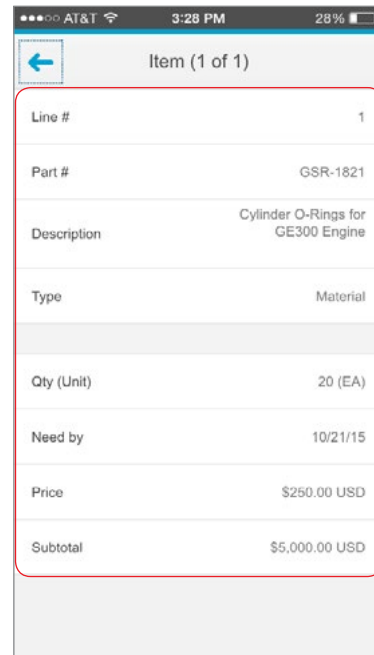 AT&T 3:28 PM 28%
Item (1 of 1)
Line # 1
Part # GSR-1821
Description Cylinder O-Rings for
GE300 Engine
Type Material
Qty (Unit) 20 (EA)
Need by 10/21/15
Price $250.00 USD
Subtotal $5,000.00 USD